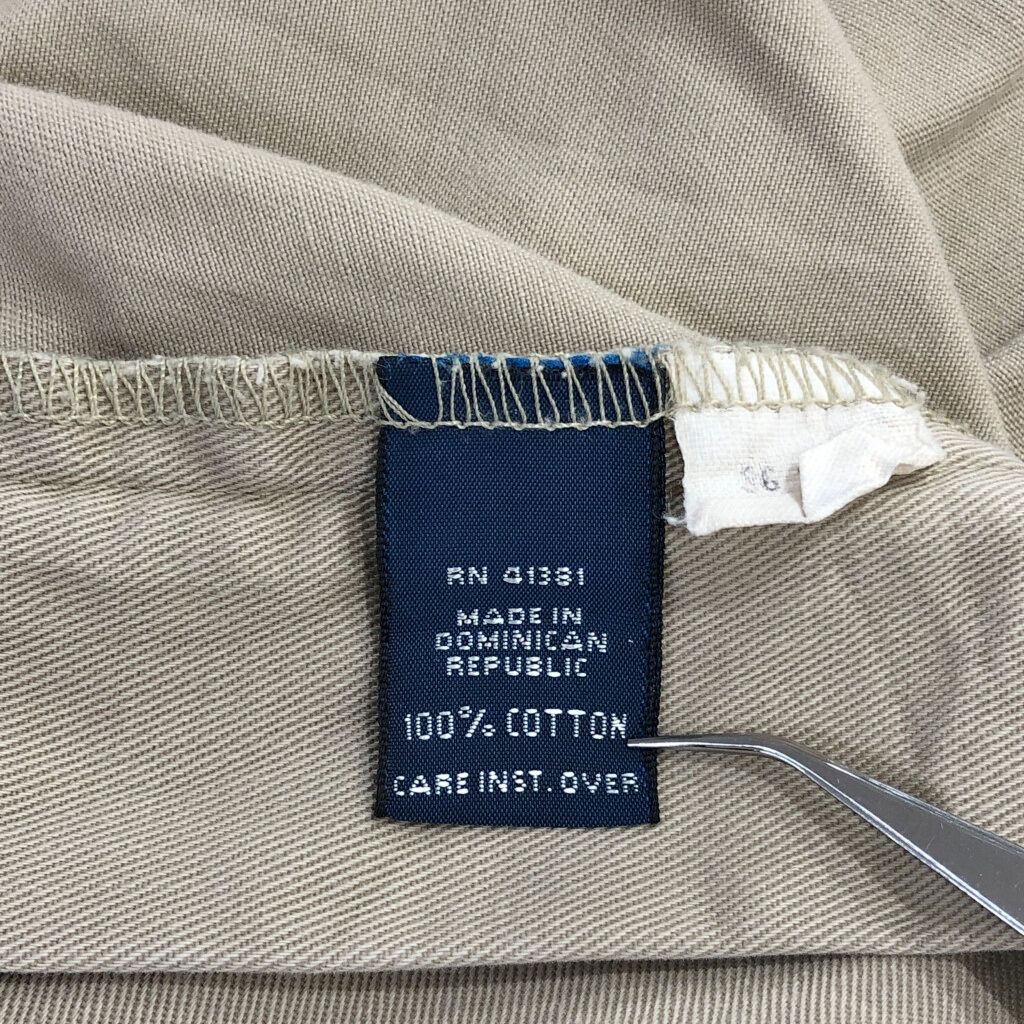 RN 41381
MADE IN
DOMINICAN
REPUBLIC
100% COTTON
CARE INST. OVER